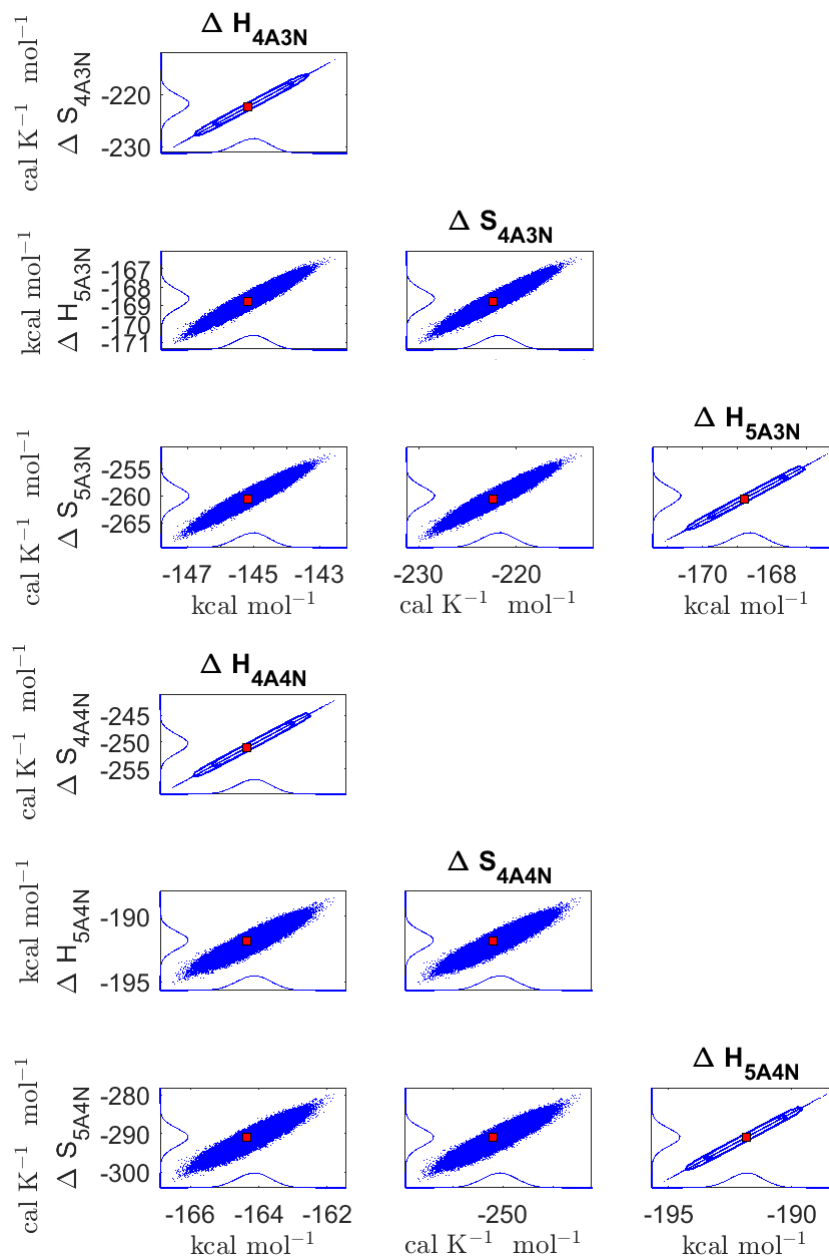 Δ H4A3N
cal K−1 mol−1
Δ S4A3N
-220
-230
Δ S4A3N
kcal mol−1
Δ H5A3N
-167
-168
-169
-170
-171
Δ H5A3N
cal K−1 mol−1
Δ S5A3N
-255
-260
-265
-147 -145 -143 -230 -220 -170 -168
kcal mol−1 cal K−1 mol−1 kcal mol−1
Δ H4A4N
cal K−1 mol−1
Δ S4A4N
-245
-250
-255
Δ S4A4N
kcal mol−1
Δ H5A4N
-190
-195
Δ H5A4N
cal K−1 mol−1
Δ S5A4N
-280
-290
-300
-166 -164 -162 -250 -195 -190
kcal mol−1 cal K−1 mol−1 kcal mol−1